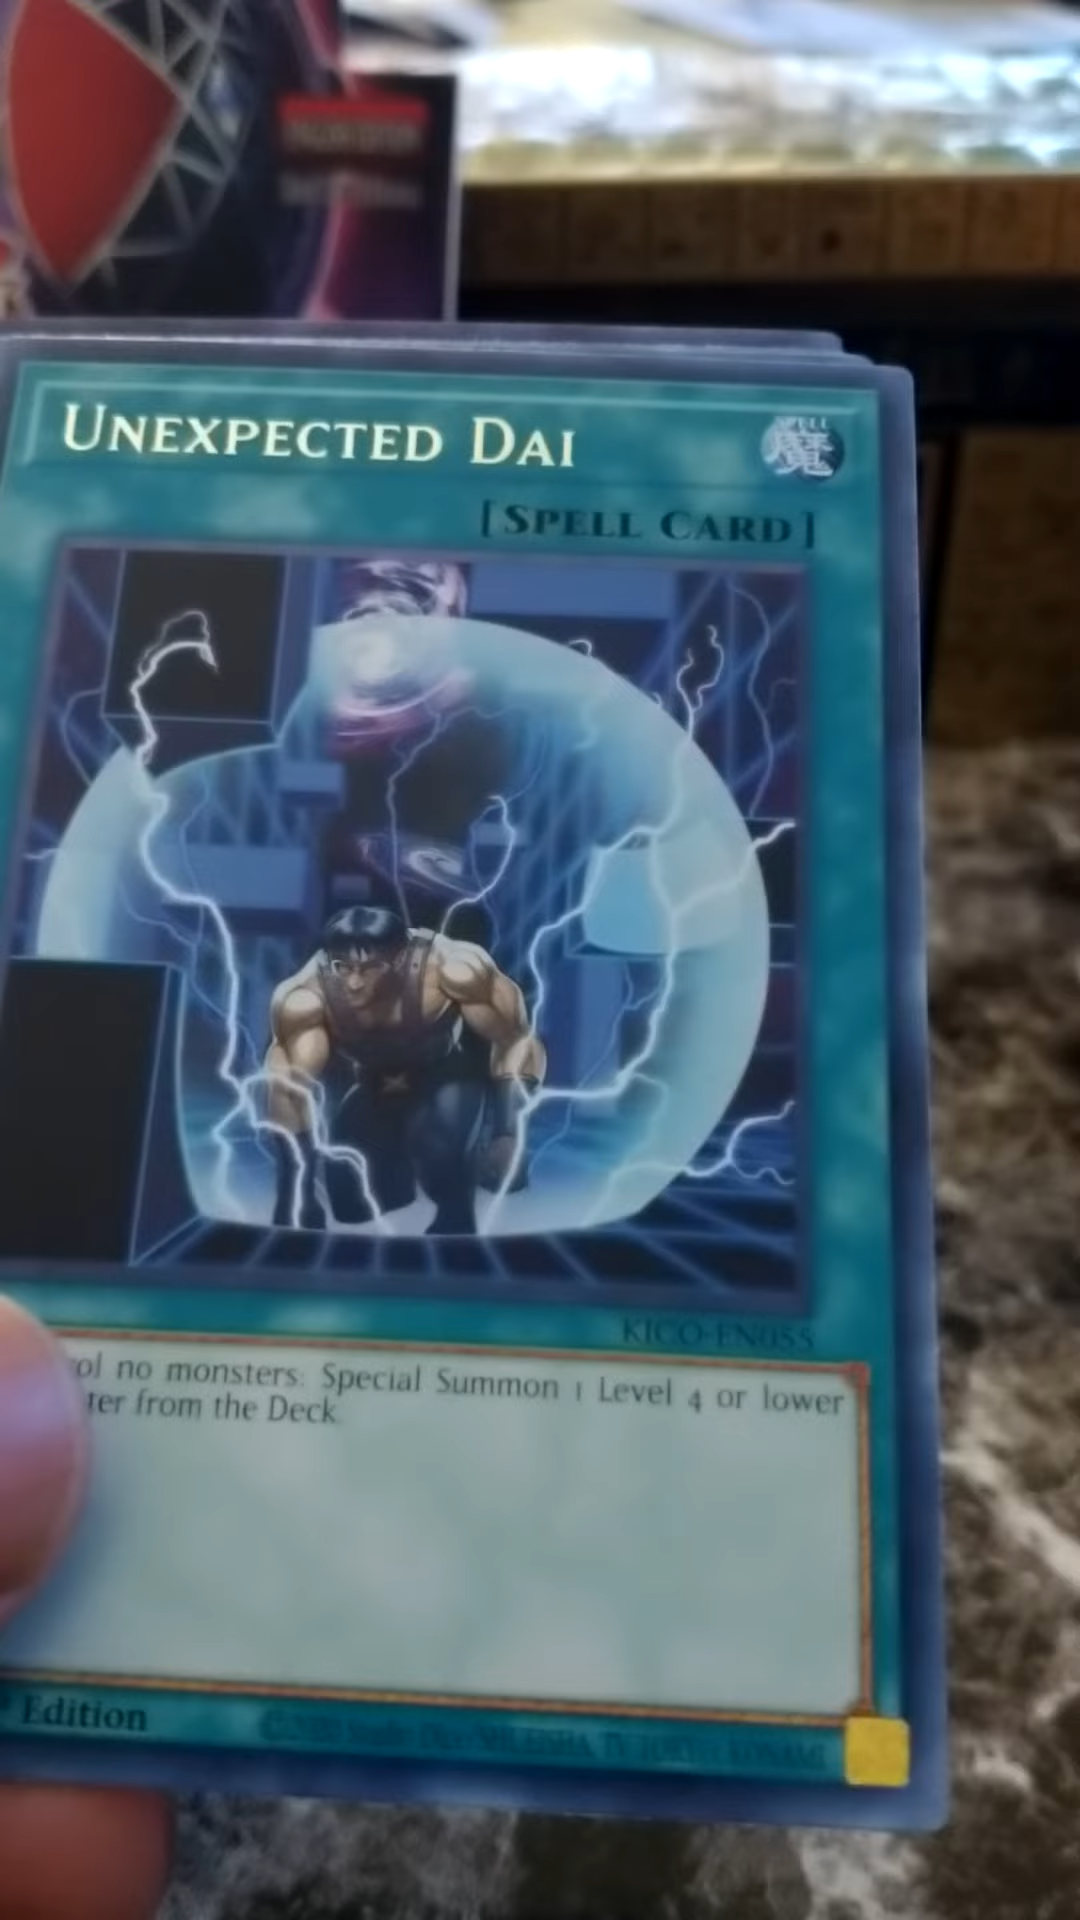 UNEXPECTED DAI
SPELL
魔
[SPELL CARD]
KICO-EN055
no monsters: Special Summon 1 Level 4 or lower
from the Deck.
Edition